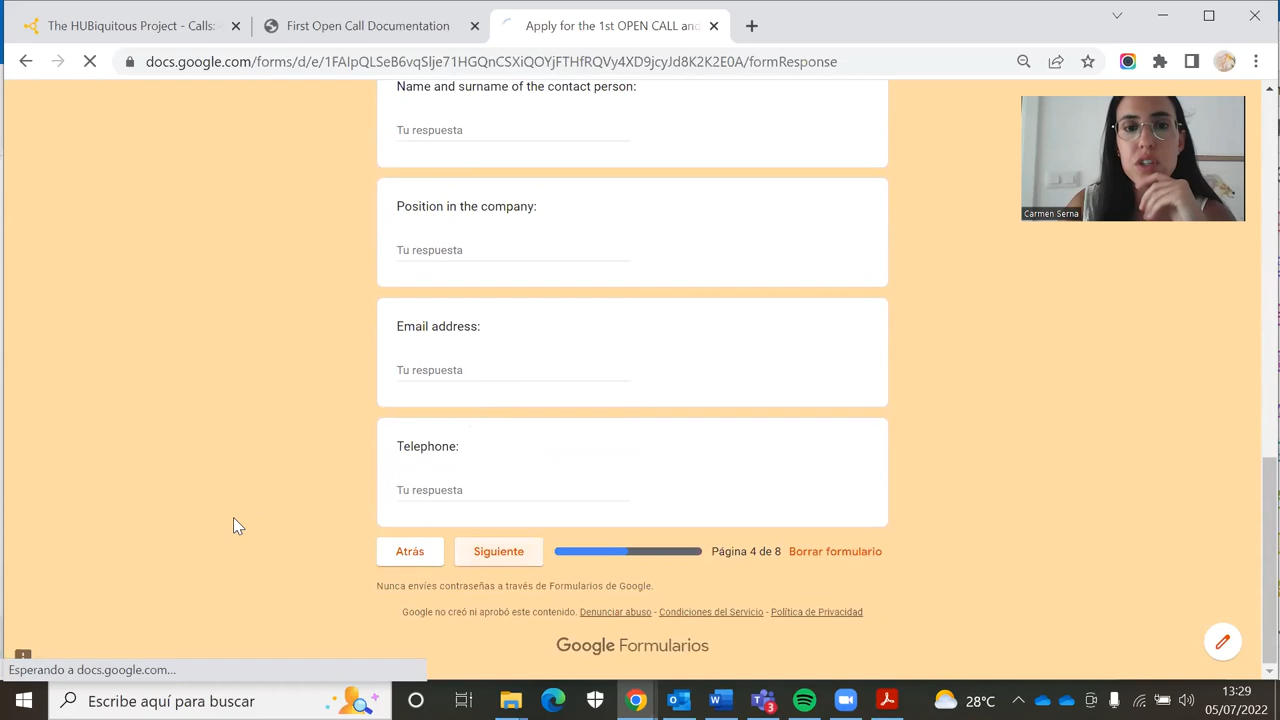 The HUBiquitous Project - Calls:
First Open Call Documentation
Apply for the 1st OPEN CALL and
docs.google.com/forms/d/e/1FAIpQLSeB6vqSIJe71HGQnCSXiQOYjFTHfRQVy4XD9jcyJd8K2K2E0A/formResponse
Name and surname of the contact person:
Tu respuesta
Carmen Serna
Position in the company:
Tu respuesta
Email address:
Tu respuesta
Telephone:
Tu respuesta
Atrás
Siguiente
Página 4 de 8
Borrar formulario
Nunca envíes contraseñas a través de Formularios de Google.
Google no creó ni aprobó este contenido. Denunciar abuso - Condiciones del Servicio - Política de Privacidad
Google Formularios
Esperando a docs.google.com...
Escribe aquí para buscar
3
28°C
13:29
05/07/2022